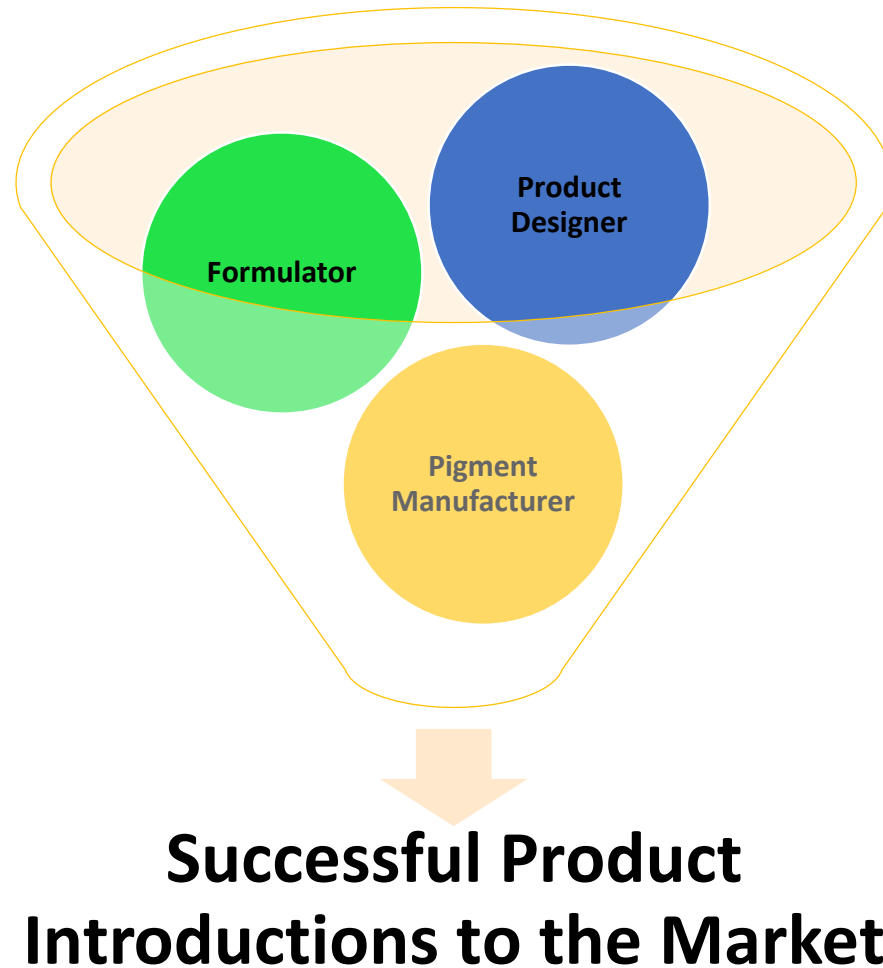 Product
Designer
Formulator
Pigment
Manufacturer
Successful Product
Introductions to the Market